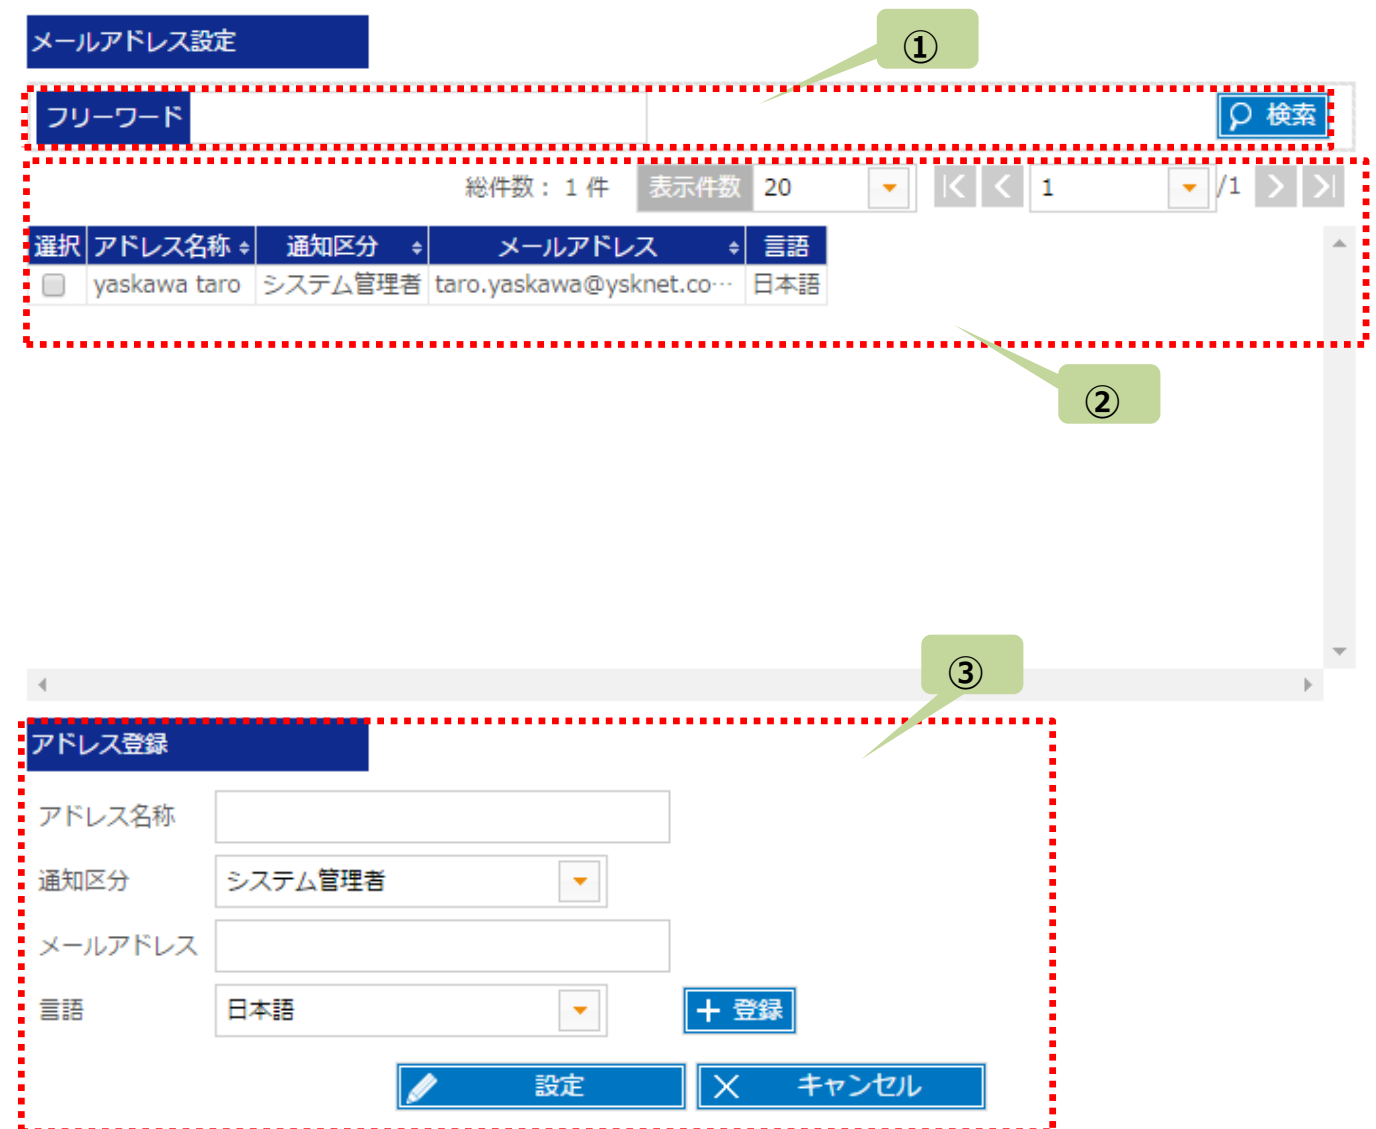 メールアドレス設定
①
フリーワード 検索
総件数： 1 件 表示件数 20 1 /1
選択 アドレス名称 通知区分 メールアドレス 言語
yaskawa taro システム管理者 taro.yaskawa@ysknet.co… 日本語
②
③
アドレス登録
アドレス名称
通知区分 システム管理者
メールアドレス
言語 日本語 登録
設定 キャンセル